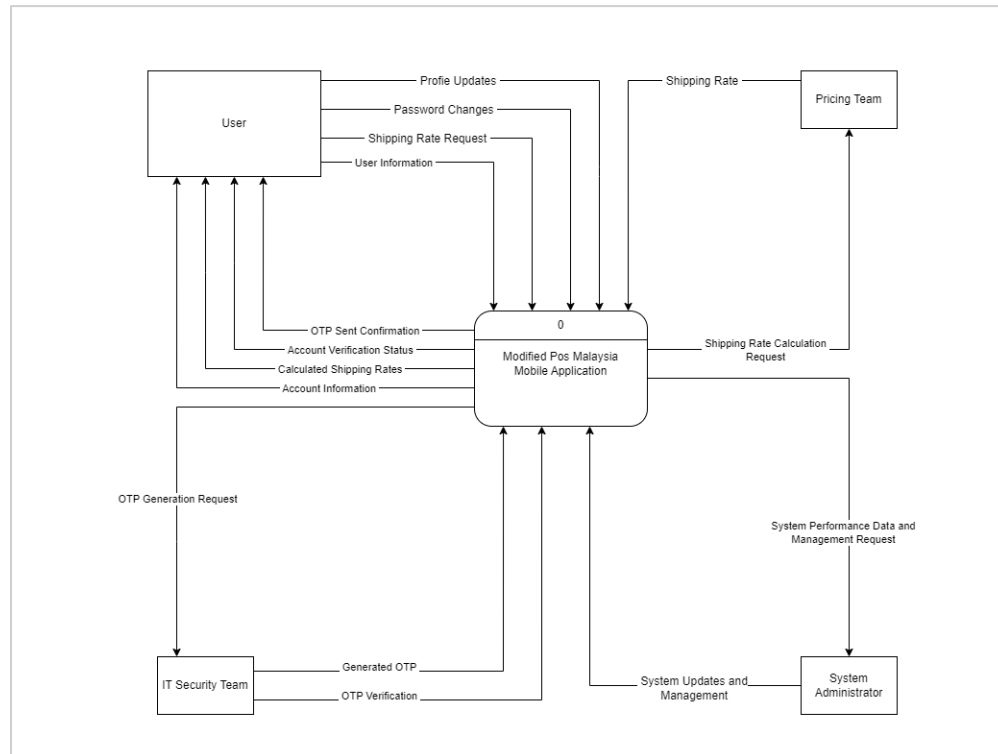 Profie Updates
Shipping Rate
Pricing Team
Password Changes
User
Shipping Rate Request
User Information
0
OTP Sent Confirmation
Account Verification Status
Calculated Shipping Rates
Account Information
Modified Pos Malaysia
Mobile Application
Shipping Rate Calculation
Request
OTP Generation Request
System Performance Data and
Management Request
Generated OTP
IT Security Team
OTP Verification
System Updates and
Management
System
Administrator